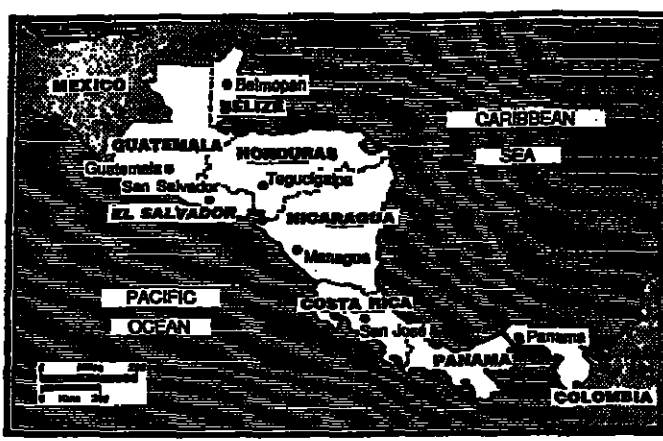 MEXICO
Belmopan
BELIZE
CARIBBEAN
SEA
GUATEMALA
HONDURAS
Guatemala
Tegucigalpa
San Salvador
EL SALVADOR
NICARAGUA
Managua
PACIFIC
OCEAN
COSTA RICA
San José
Panama
PANAMA
COLOMBIA